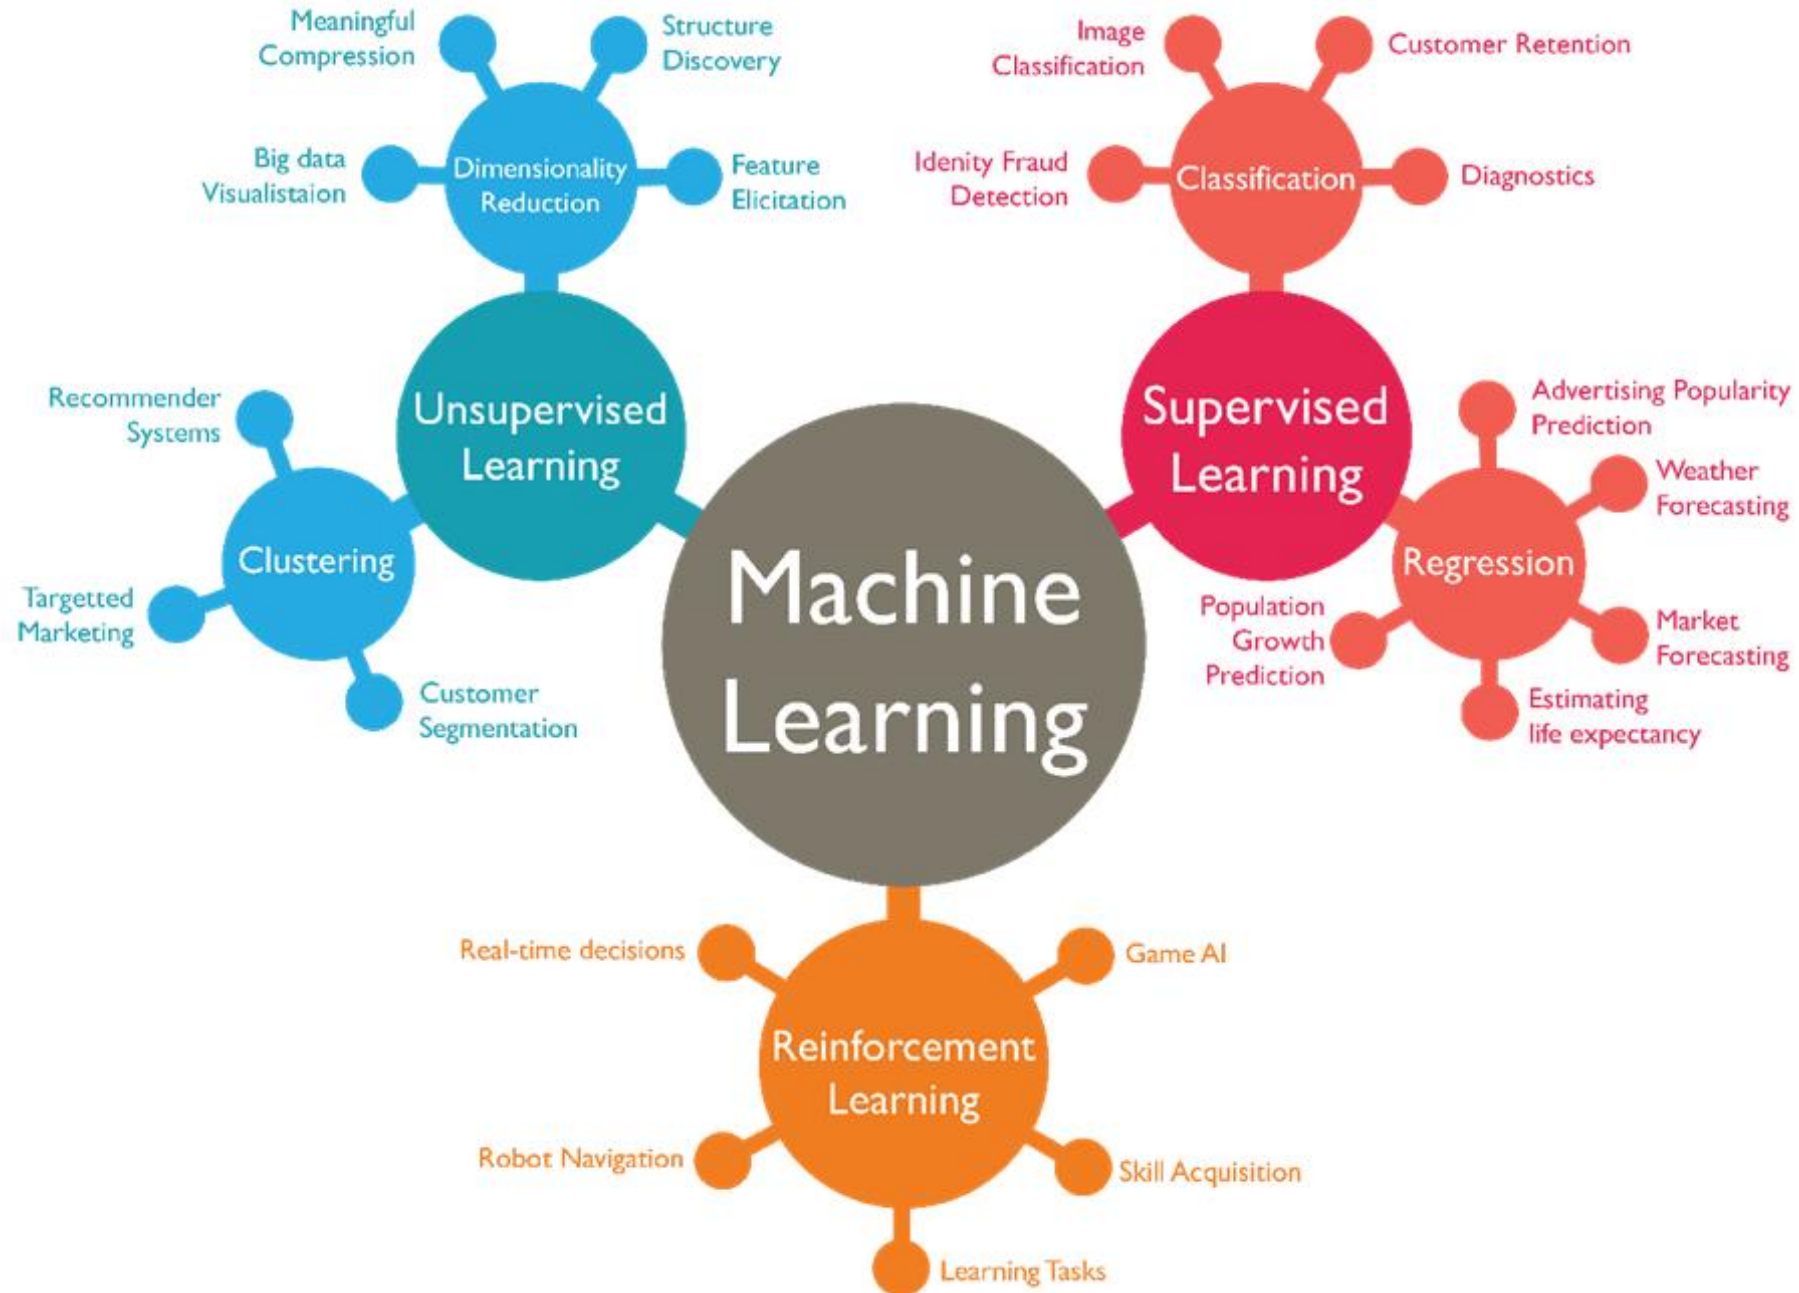 Meaningful
Compression
Structure
Discovery
Big data
Visualistaion
Dimensionality
Reduction
Feature
Elicitation
Image
Classification
Customer Retention
Idenity Fraud
Detection
Classification
Diagnostics
Unsupervised
Learning
Recommender
Systems
Clustering
Targetted
Marketing
Customer
Segmentation
Machine
Learning
Supervised
Learning
Advertising Popularity
Prediction
Weather
Forecasting
Regression
Population
Growth
Prediction
Market
Forecasting
Estimating
life expectancy
Real-time decisions
Game AI
Reinforcement
Learning
Robot Navigation
Skill Acquisition
Learning Tasks